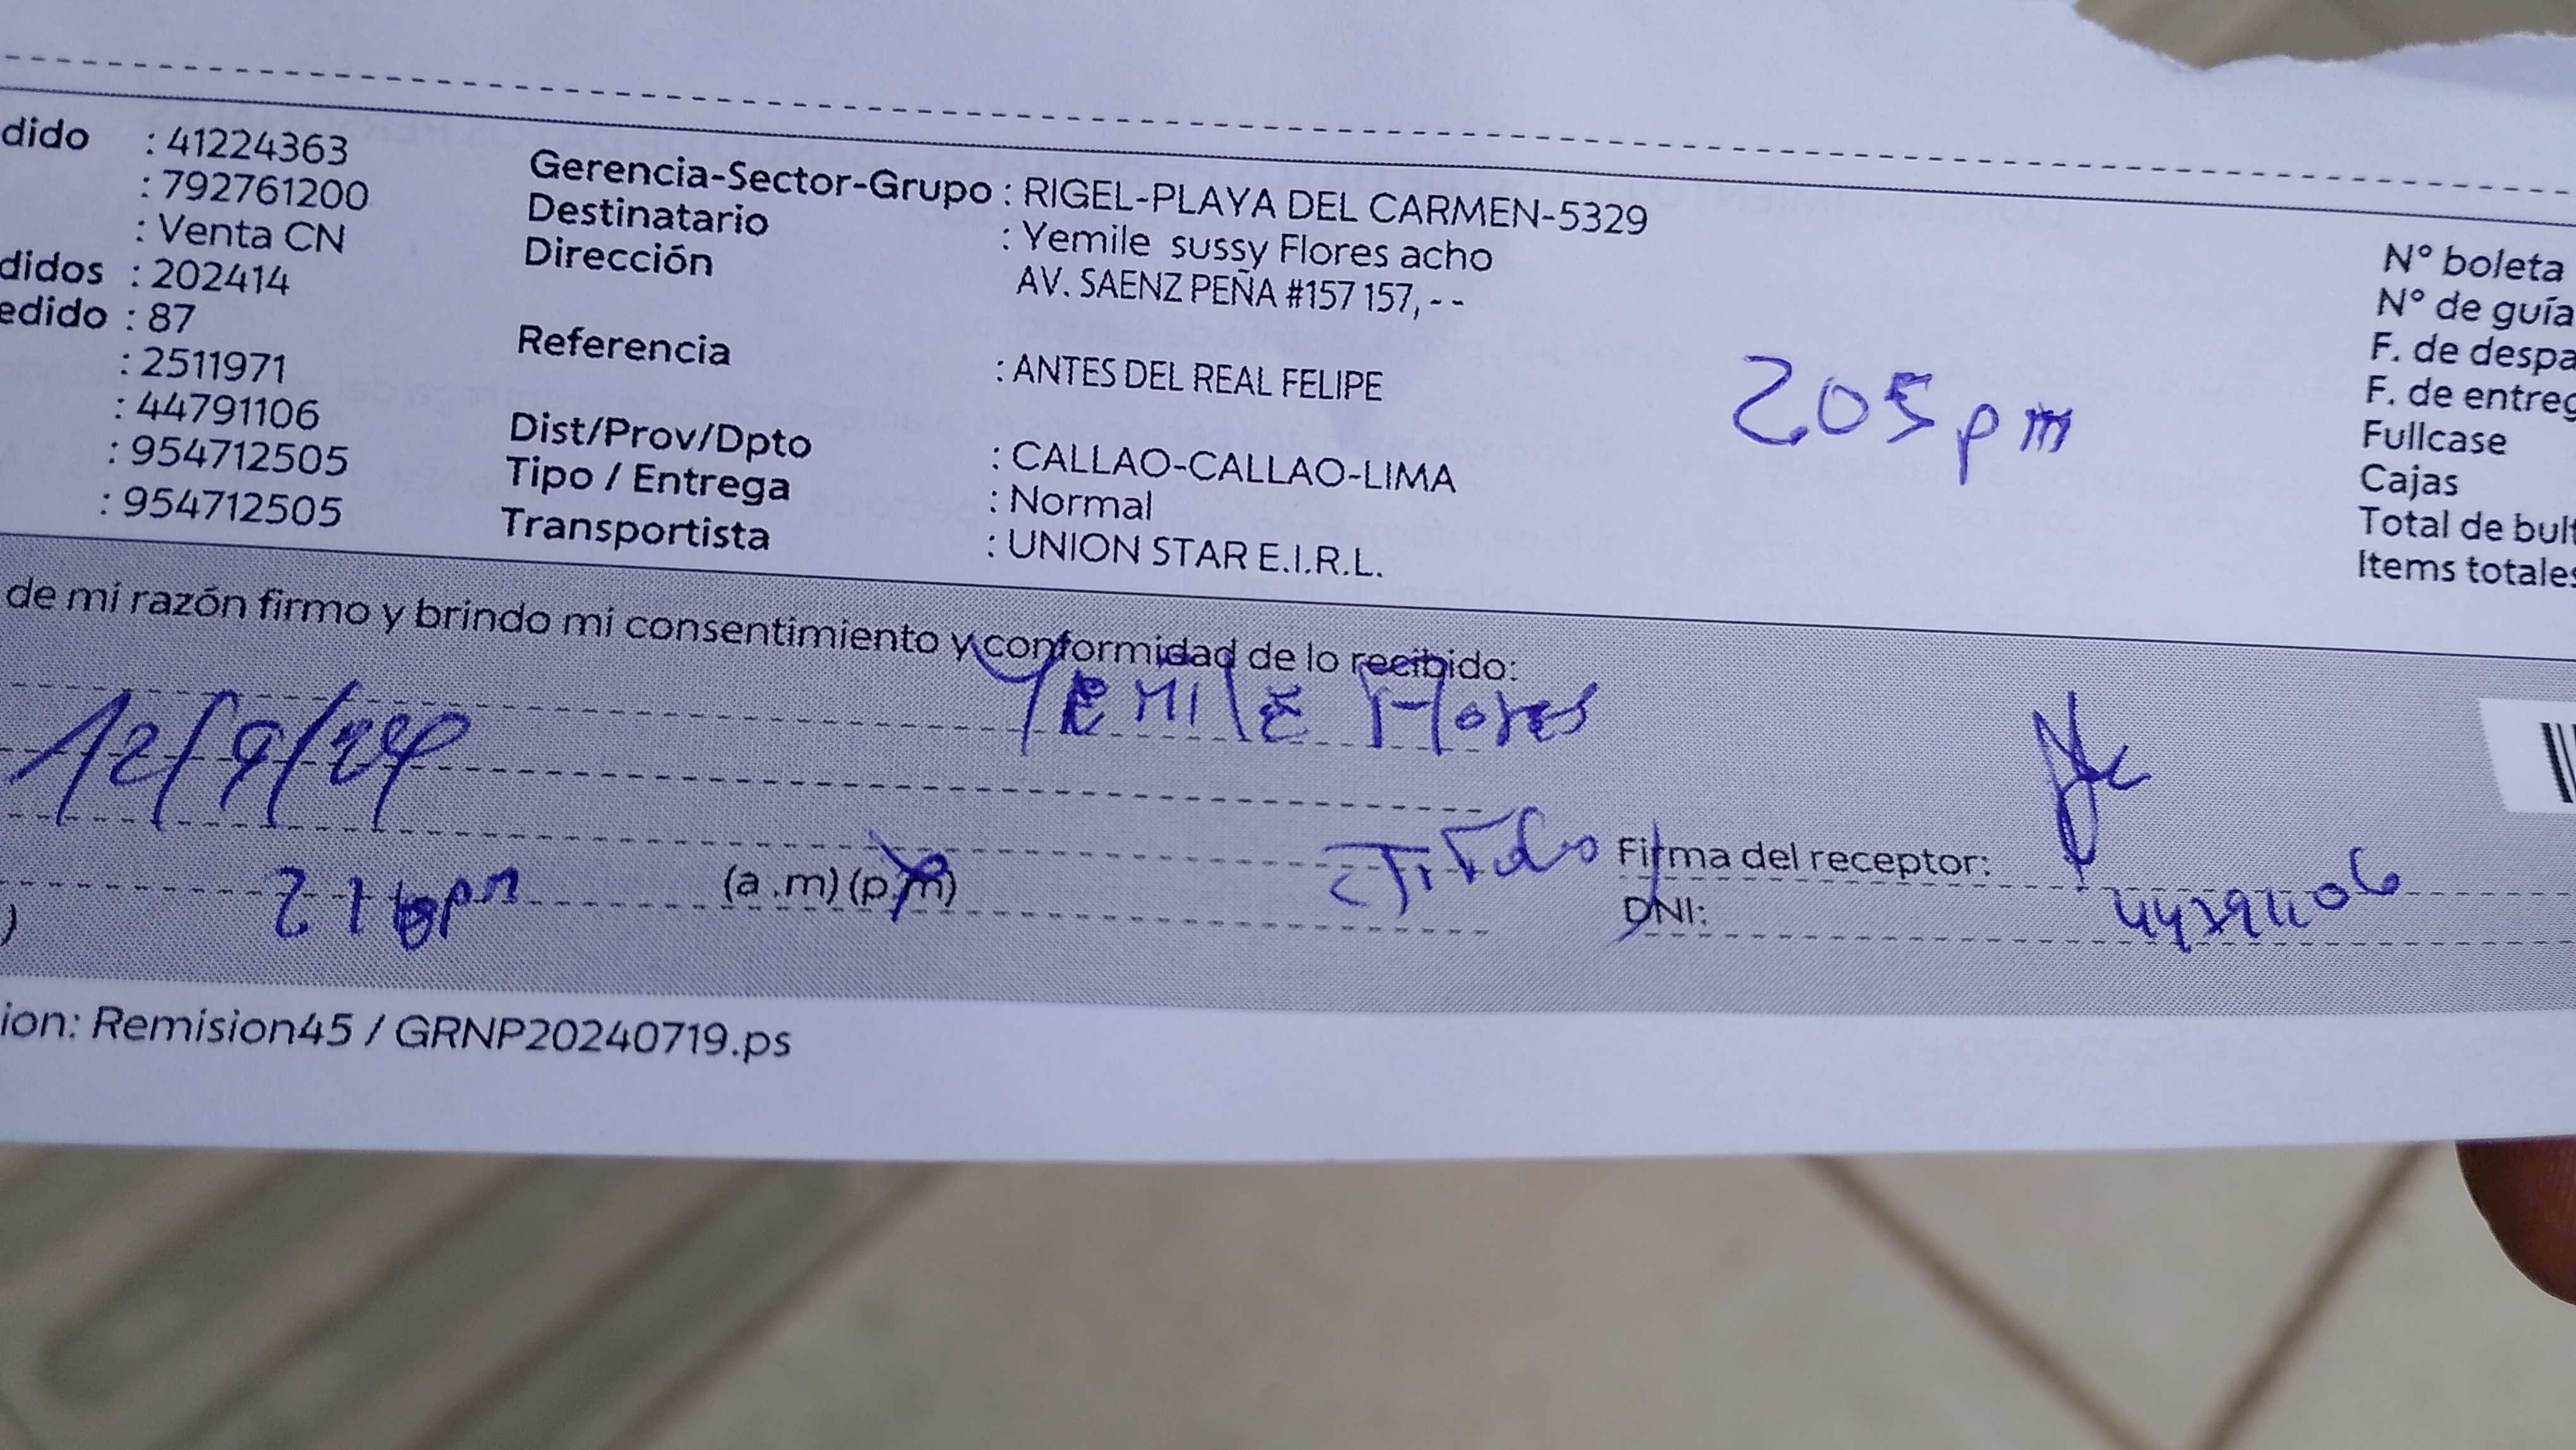 dido : 41224363
: 792761200
: Venta CN
didos : 202414
edido : 87
: 2511971
: 44791106
: 954712505
: 954712505
Gerencia-Sector-Grupo : RIGEL-PLAYA DEL CARMEN-5329
Destinatario : Yemile sussy Flores acho
Dirección AV. SAENZ PEÑA #157 157, - -
Referencia : ANTES DEL REAL FELIPE
Dist/Prov/Dpto : CALLAO-CALLAO-LIMA
Tipo / Entrega : Normal
Transportista : UNION STAR E.I.R.L.
205 pm
N° boleta
N° de guía
F. de despa
F. de entreg
Fullcase
Cajas
Total de bult
Items totales
de mi razón firmo y brindo mi consentimiento y conformidad de lo recibido:
Yemile Flores
12/9/24
(a .m) (p.m)
Firma del receptor:
DNI: 44791106
)
ion: Remision45 / GRNP20240719.ps